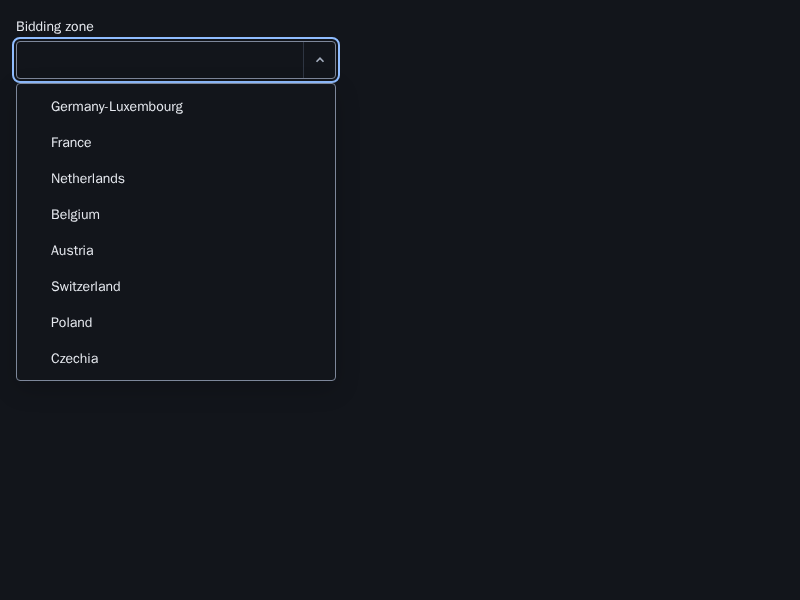 Bidding zone
Germany-Luxembourg
France
Netherlands
Belgium
Austria
Switzerland
Poland
Czechia